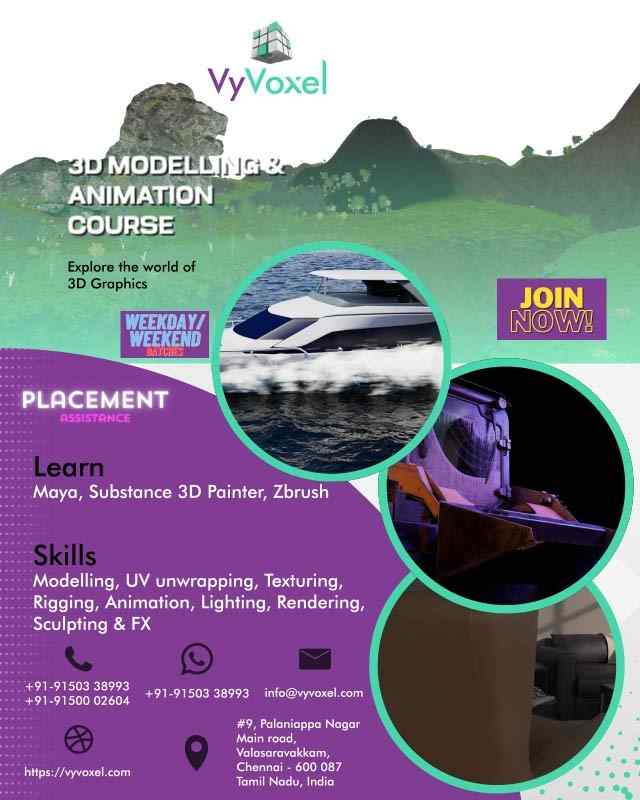 VyVoxel
3D MODELLING &
ANIMATION
COURSE
Explore the world of
3D Graphics
WEEKDAY/
WEEKEND
BATCHES
JOIN
NOW!
PLACEMENT
ASSISTANCE
Learn
Maya, Substance 3D Painter, Zbrush
Skills
Modelling, UV unwrapping, Texturing,
Rigging, Animation, Lighting, Rendering,
Sculpting & FX
+91-91503 38993
+91-91500 02604
+91-91503 38993
info@vyvoxel.com
https://vyvoxel.com
#9, Palaniappa Nagar
Main road,
Valasaravakkam,
Chennai - 600 087
Tamil Nadu, India